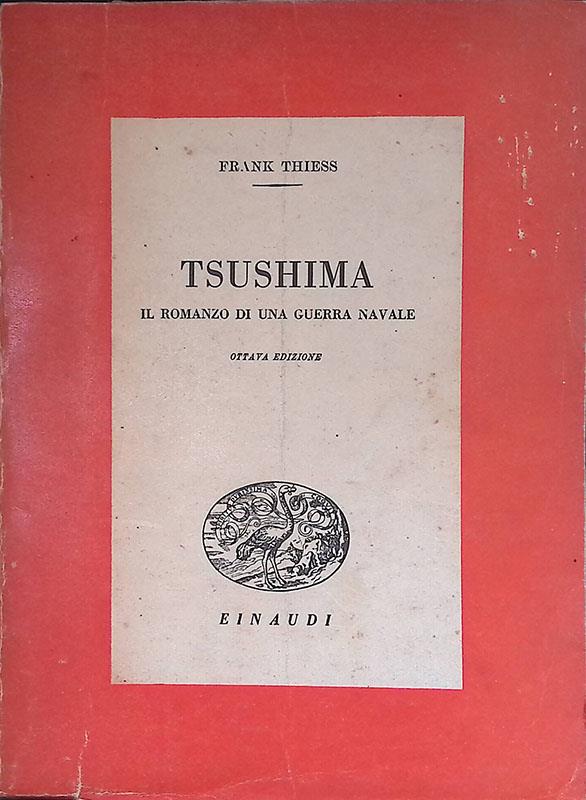 FRANK THIESS
TSUSHIMA
IL ROMANZO DI UNA GUERRA NAVALE
OTTAVA EDIZIONE
EINAUDI